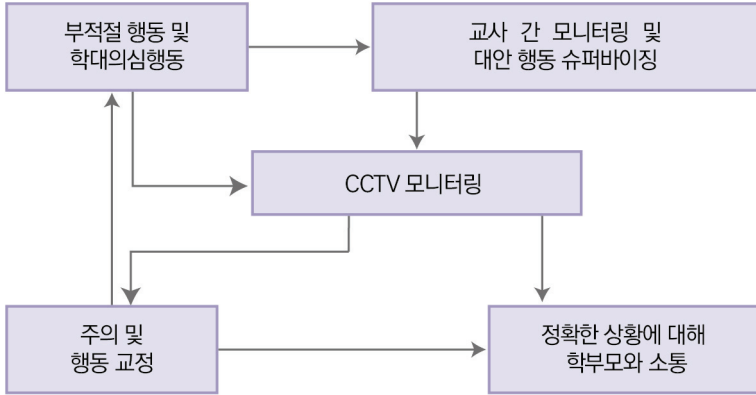 부적절 행동 및
학대의심행동
교사 간 모니터링 및
대안 행동 슈퍼바이징
CCTV 모니터링
주의 및
행동 교정
정확한 상황에 대해
학부모와 소통